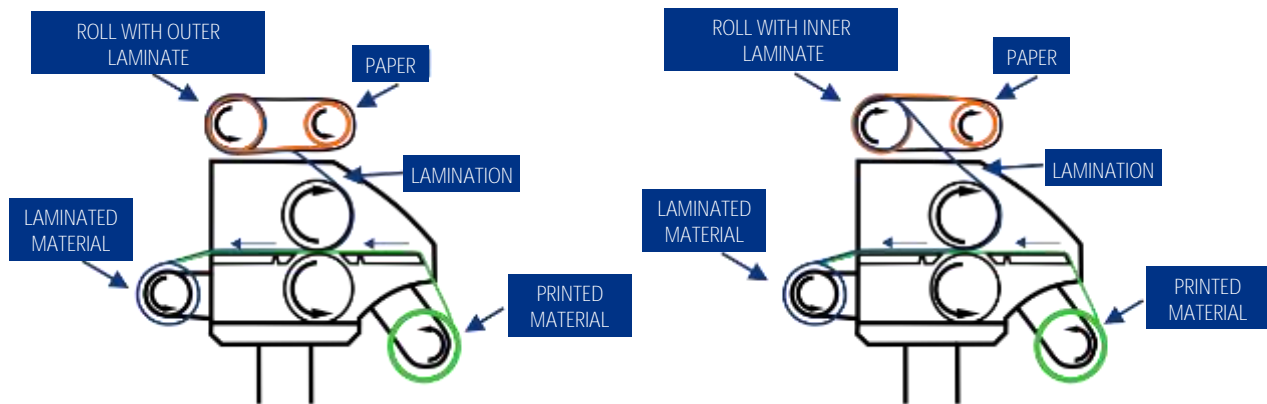 ROLL WITH OUTER
LAMINATE
PAPER
LAMINATION
LAMINATED
MATERIAL
PRINTED
MATERIAL
ROLL WITH INNER
LAMINATE
PAPER
LAMINATION
LAMINATED
MATERIAL
PRINTED
MATERIAL